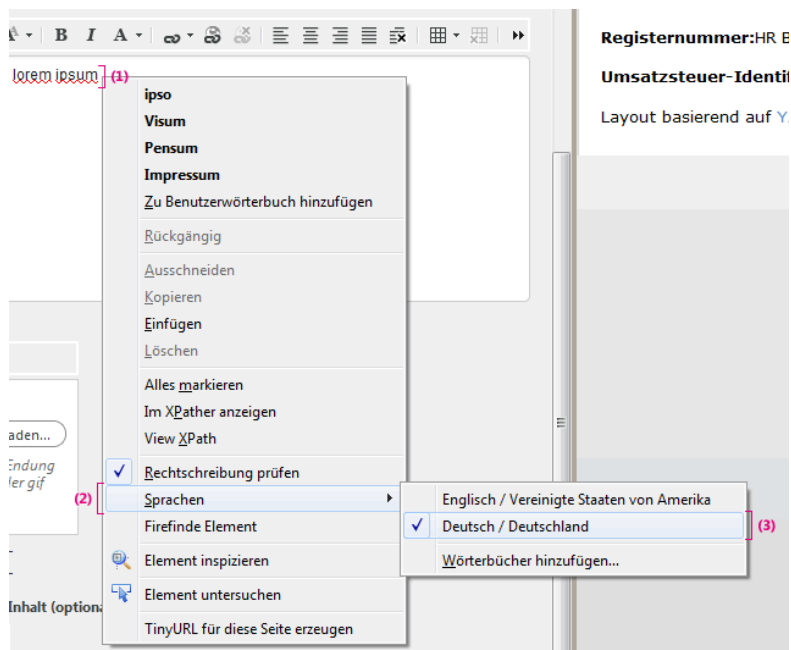 B I A
Registernummer:HR B
lorem ipsum (1)
Umsatzsteuer-Identif
ipso
Visum
Layout basierend auf Y
Pensum
Impressum
Zu Benutzerwörterbuch hinzufügen
Rückgängig
Ausschneiden
Kopieren
Einfügen
Löschen
Alles markieren
Im XPather anzeigen
aden...
View XPath
Endung
Rechtschreibung prüfen
ler gif
(2) Sprachen
Englisch / Vereinigte Staaten von Amerika
Firefinde Element
Deutsch / Deutschland (3)
Element inspizieren
Wörterbücher hinzufügen...
Element untersuchen
Inhalt (optiona
TinyURL für diese Seite erzeugen